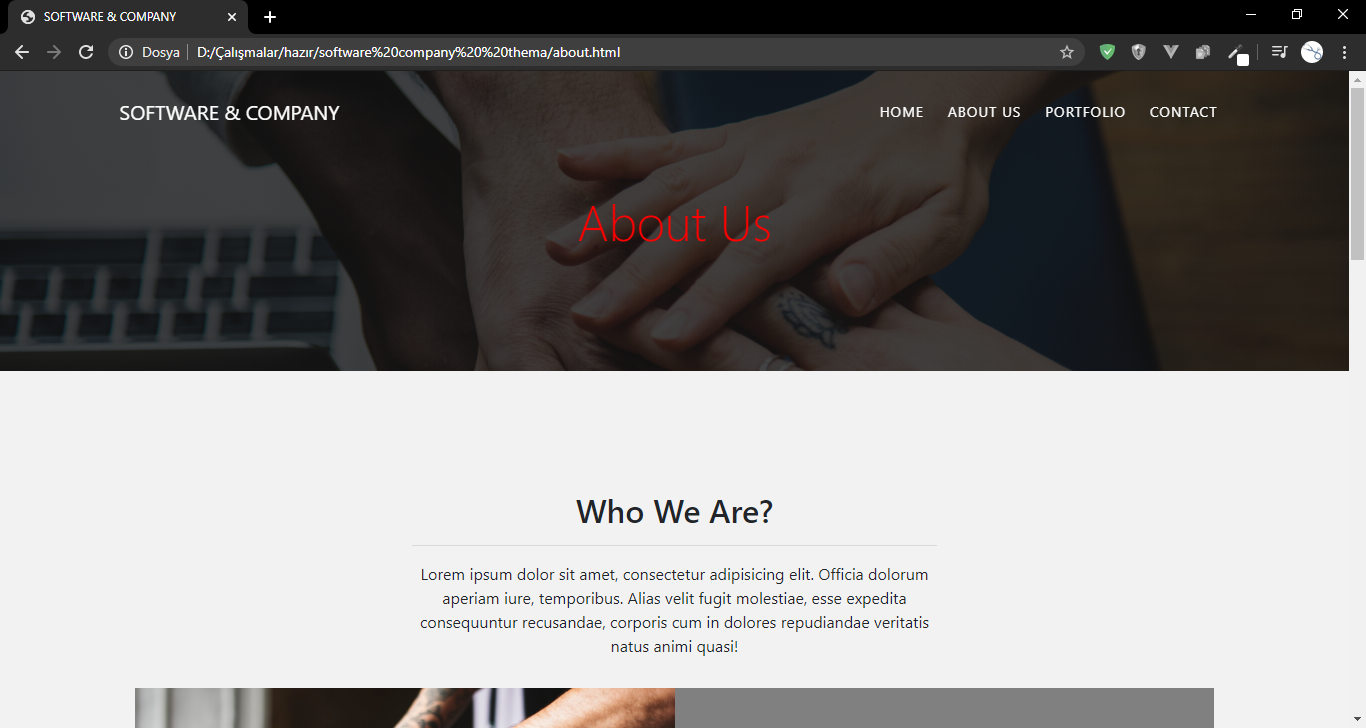 SOFTWARE & COMPANY
Dosya D:/Çalışmalar/hazır/software%20company%20%20thema/about.html
SOFTWARE & COMPANY HOME ABOUT US PORTFOLIO CONTACT
About Us
Who We Are?
Lorem ipsum dolor sit amet, consectetur adipisicing elit. Officia dolorum
aperiam iure, temporibus. Alias velit fugit molestiae, esse expedita
consequuntur recusandae, corporis cum in dolores repudiandae veritatis
natus animi quasi!